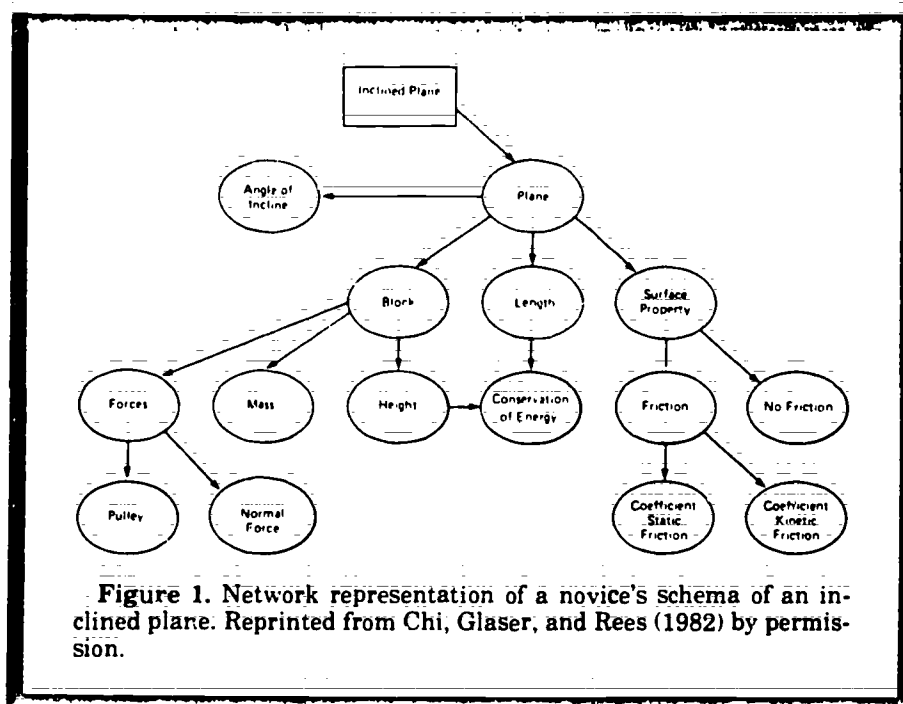 Inclined Plane
Angle of
Incline
Plane
Block
Length
Surface
Property
Forces
Mass
Height
Conservation
of Energy
Friction
No Friction
Pulley
Normal
Force
Coefficient
Static
Friction
Coefficient
Kinetic
Friction
Figure 1. Network representation of a novice's schema of an in-
clined plane. Reprinted from Chi, Glaser, and Rees (1982) by permis-
sion.